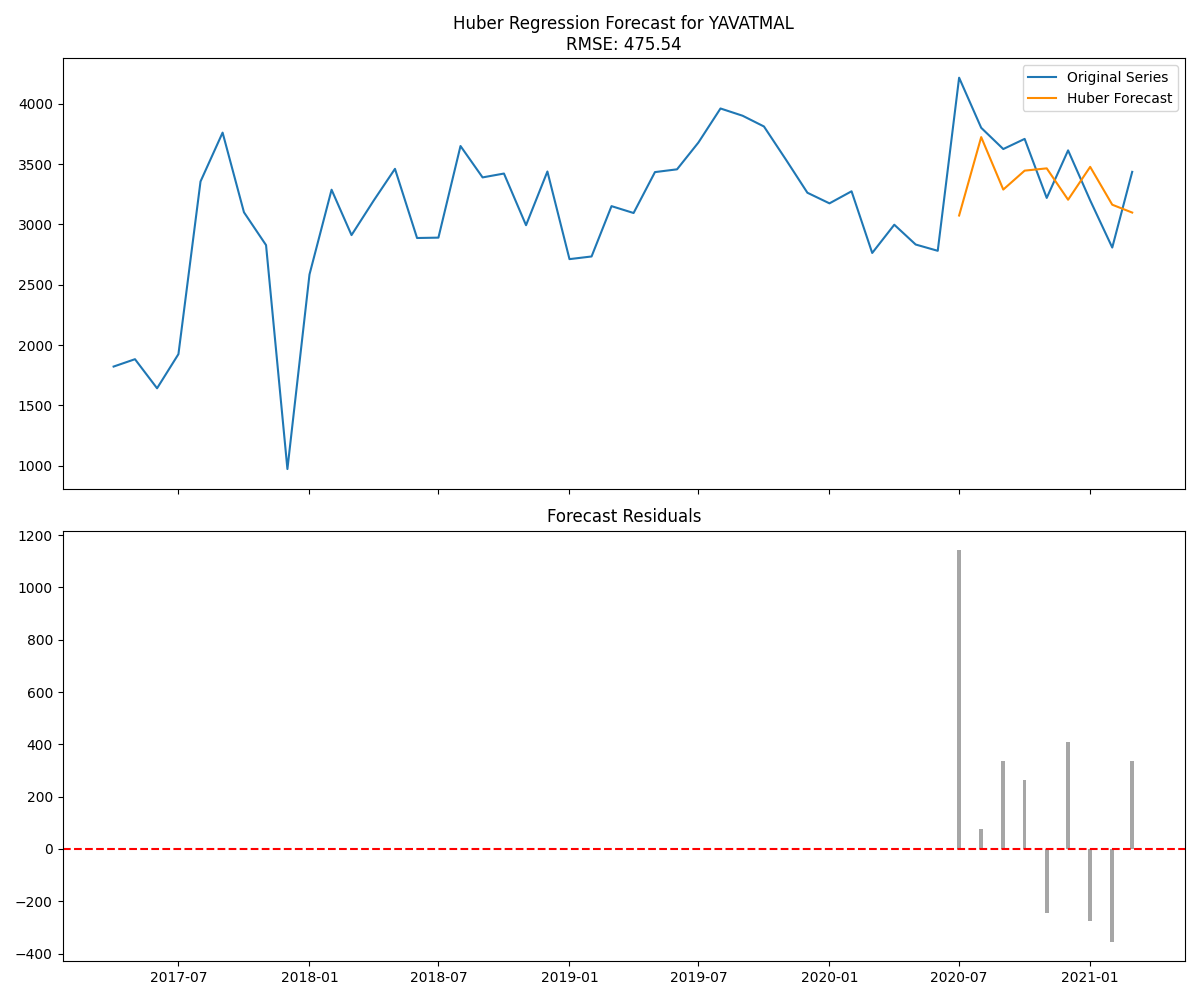 Huber Regression Forecast for YAVATMAL
RMSE: 475.54
Original Series
Huber Forecast
4000
3500
3000
2500
2000
1500
1000
Forecast Residuals
1200
1000
800
600
400
200
0
−200
−400
2017-07 2018-01 2018-07 2019-01 2019-07 2020-01 2020-07 2021-01